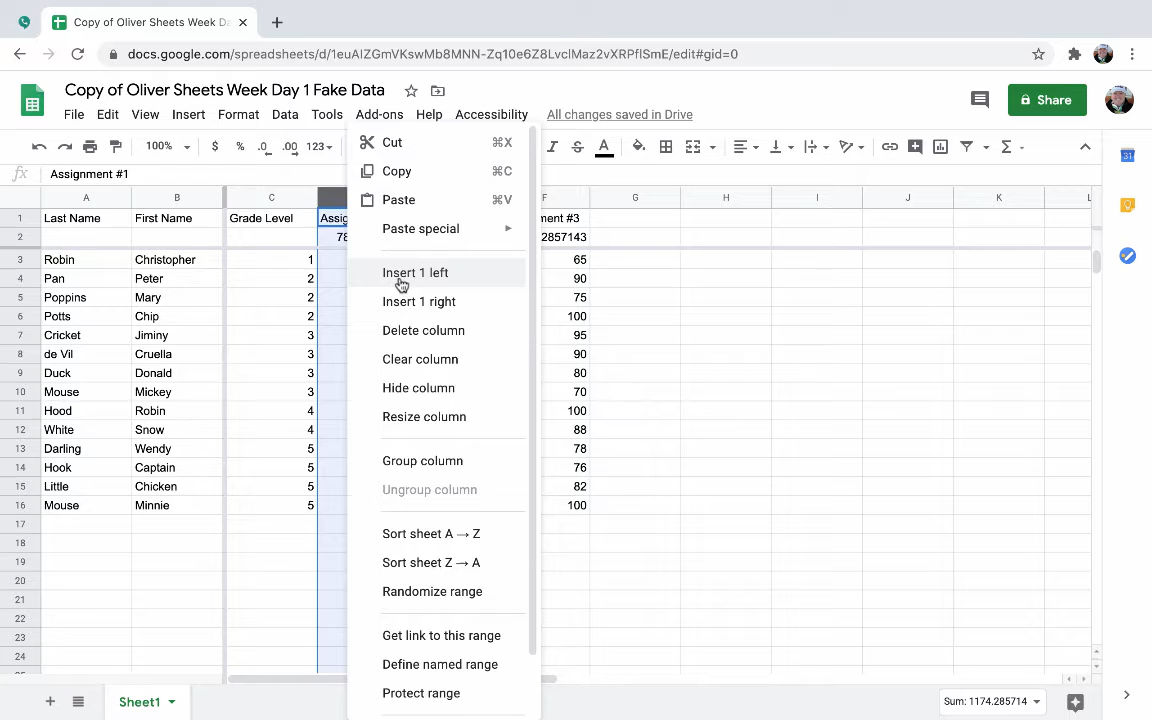 Copy of Oliver Sheets Week Da
docs.google.com/spreadsheets/d/1euAIZGmVKswMb8MNN-Zq10e6Z8LvclMaz2vXRPflSmE/edit#gid=0
Copy of Oliver Sheets Week Day 1 Fake Data
File Edit View Insert Format Data Tools Add-ons Help Accessibility All changes saved in Drive
Share
100% $ % .0 .00 123
fx Assignment #1
A B C F G H I J K L
1 Last Name First Name Grade Level Assig ment #3
2 78 2857143
3 Robin Christopher 1 65
4 Pan Peter 2 90
5 Poppins Mary 2 75
6 Potts Chip 2 100
7 Cricket Jiminy 3 95
8 de Vil Cruella 3 90
9 Duck Donald 3 80
10 Mouse Mickey 3 70
11 Hood Robin 4 100
12 White Snow 4 88
13 Darling Wendy 5 78
14 Hook Captain 5 76
15 Little Chicken 5 82
16 Mouse Minnie 5 100
17
18
19
20
21
22
23
24
Cut ⌘X
Copy ⌘C
Paste ⌘V
Paste special
Insert 1 left
Insert 1 right
Delete column
Clear column
Hide column
Resize column
Group column
Ungroup column
Sort sheet A → Z
Sort sheet Z → A
Randomize range
Get link to this range
Define named range
Protect range
31
Sheet1
Sum: 1174.285714